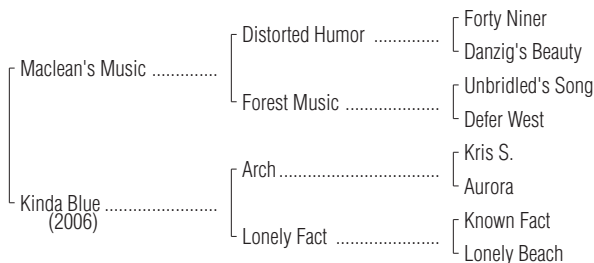 Forty Niner
Distorted Humor ..............
Danzig's Beauty
Maclean's Music ..............
Unbridled's Song
Forest Music ....................
Defer West
Kris S.
Arch ..................................
Aurora
Kinda Blue ........................
(2006)
Known Fact
Lonely Fact ......................
Lonely Beach